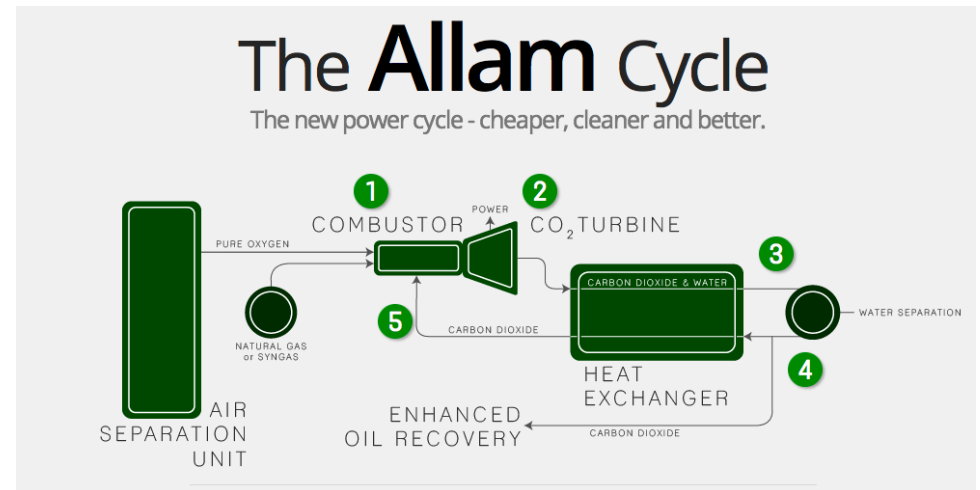 The Allam Cycle
The new power cycle - cheaper, cleaner and better.
1
2
POWER
COMBUSTOR
CO2 TURBINE
PURE OXYGEN
3
CARBON DIOXIDE & WATER
5
WATER SEPARATION
CARBON DIOXIDE
NATURAL GAS
or SYNGAS
4
HEAT
EXCHANGER
AIR
SEPARATION
UNIT
ENHANCED
OIL RECOVERY
CARBON DIOXIDE